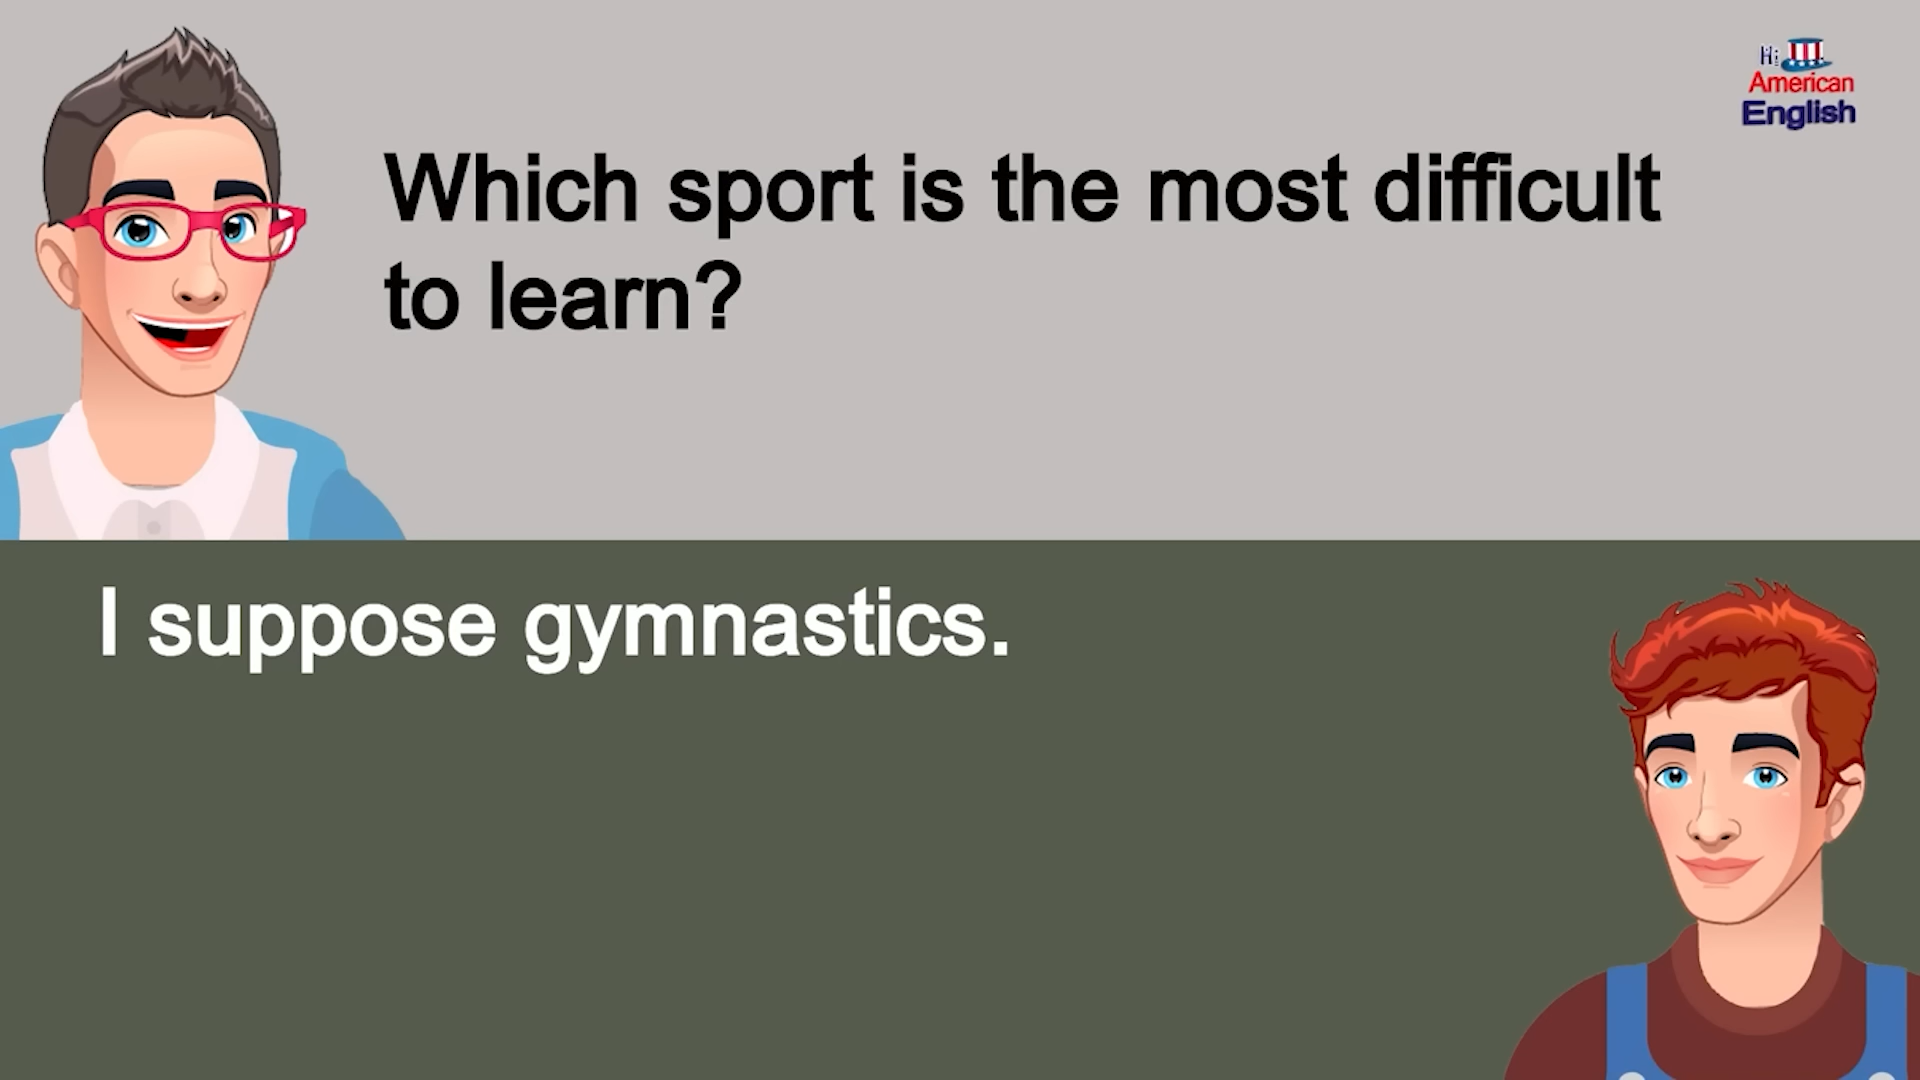 Hi
American
English
Which sport is the most difficult
to learn?
I suppose gymnastics.